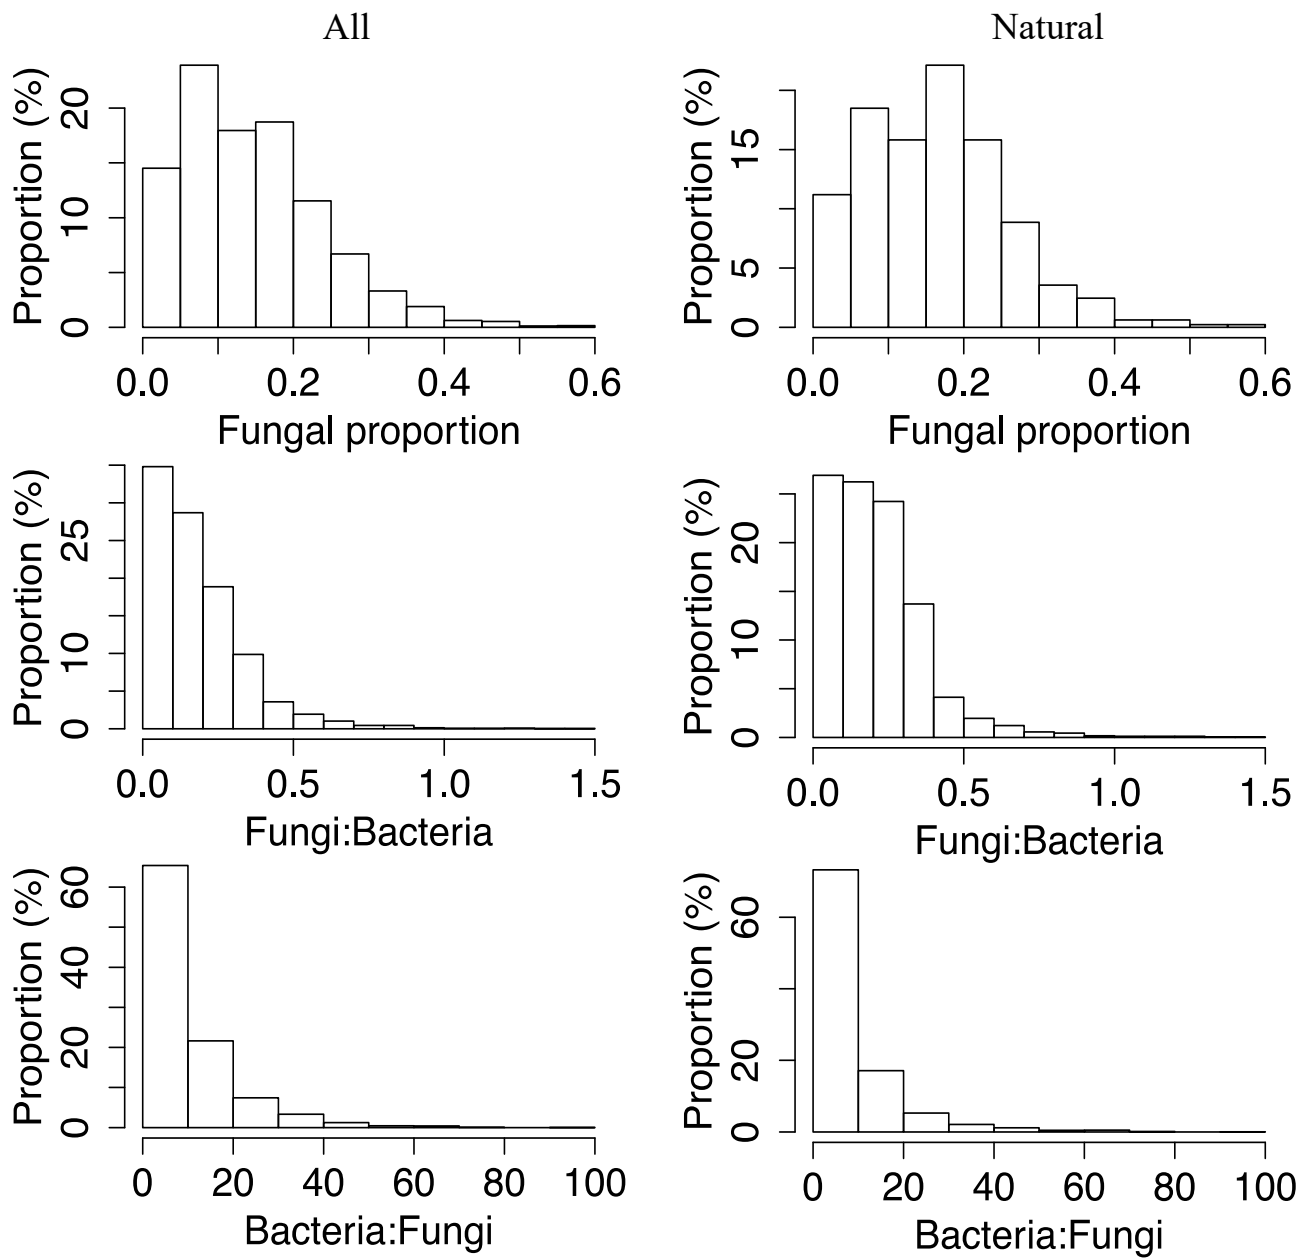 All
Natural
Proportion (%)
0 10 20
0.0 0.2 0.4 0.6
Fungal proportion
Proportion (%)
0 5 15
0.0 0.2 0.4 0.6
Fungal proportion
Proportion (%)
0 10 25
0.0 0.5 1.0 1.5
Fungi:Bacteria
Proportion (%)
0 10 20
0.0 0.5 1.0 1.5
Fungi:Bacteria
Proportion (%)
0 20 40 60
0 20 40 60 80 100
Bacteria:Fungi
Proportion (%)
0 20 60
0 20 40 60 80 100
Bacteria:Fungi